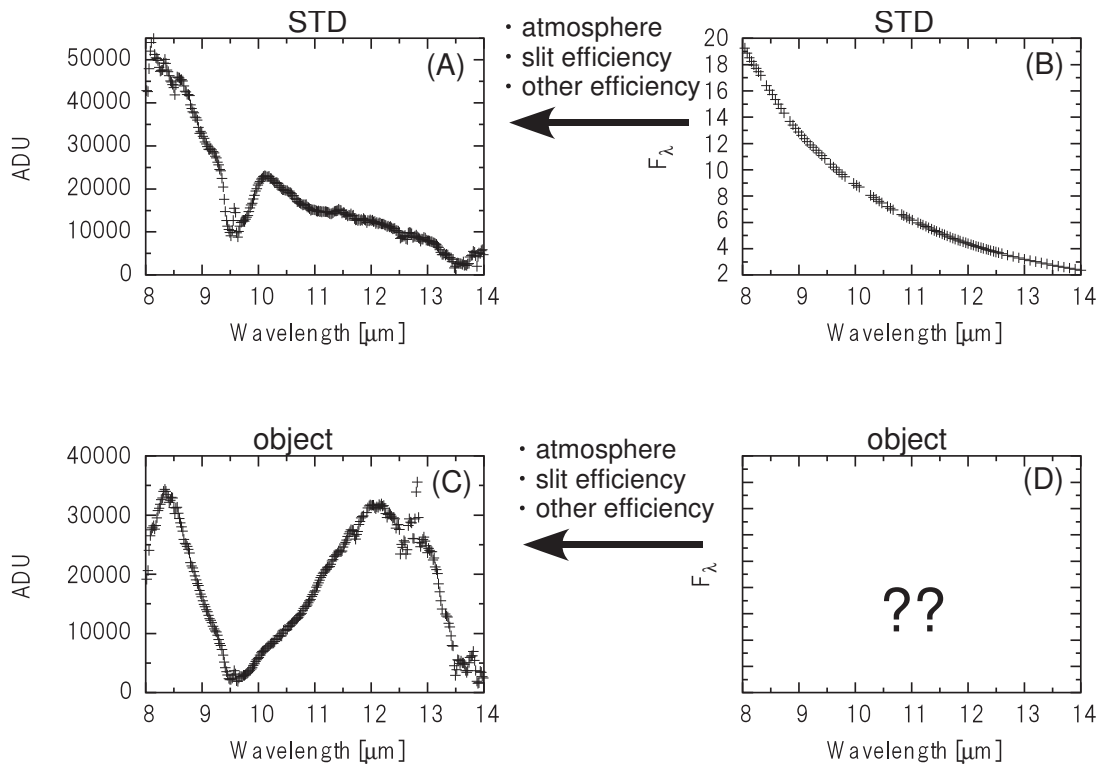 STD
(A)
50000
40000
30000
20000
10000
0
ADU
8 9 10 11 12 13 14
Wavelength [μm]
· atmosphere
· slit efficiency
· other efficiency
STD
(B)
20
18
16
14
12
10
8
6
4
2
Fλ
8 9 10 11 12 13 14
Wavelength [μm]
object
(C)
40000
30000
20000
10000
0
ADU
8 9 10 11 12 13 14
Wavelength [μm]
· atmosphere
· slit efficiency
· other efficiency
object
(D)
Fλ
??
8 9 10 11 12 13 14
Wavelength [μm]